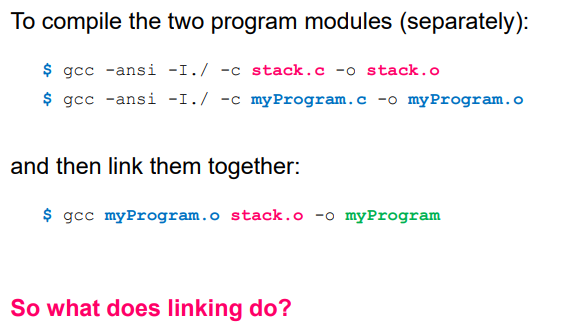 To compile the two program modules (separately):
$ gcc -ansi -I./ -c stack.c -o stack.o
$ gcc -ansi -I./ -c myProgram.c -o myProgram.o
and then link them together:
$ gcc myProgram.o stack.o -o myProgram
So what does linking do?